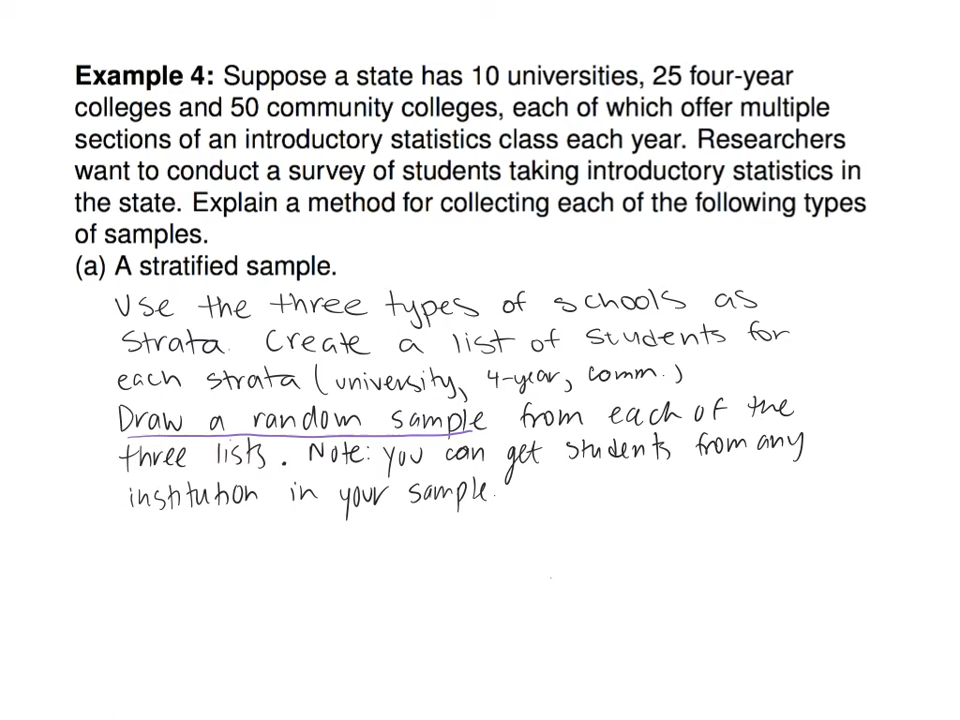 Example 4: Suppose a state has 10 universities, 25 four-year
colleges and 50 community colleges, each of which offer multiple
sections of an introductory statistics class each year. Researchers
want to conduct a survey of students taking introductory statistics in
the state. Explain a method for collecting each of the following types
of samples.
(a) A stratified sample.
Use the three types of schools as
strata. Create a list of students for
each strata (university, 4-year, comm.)
Draw a random sample from each of the
three lists. Note: you can get students from any
institution in your sample.